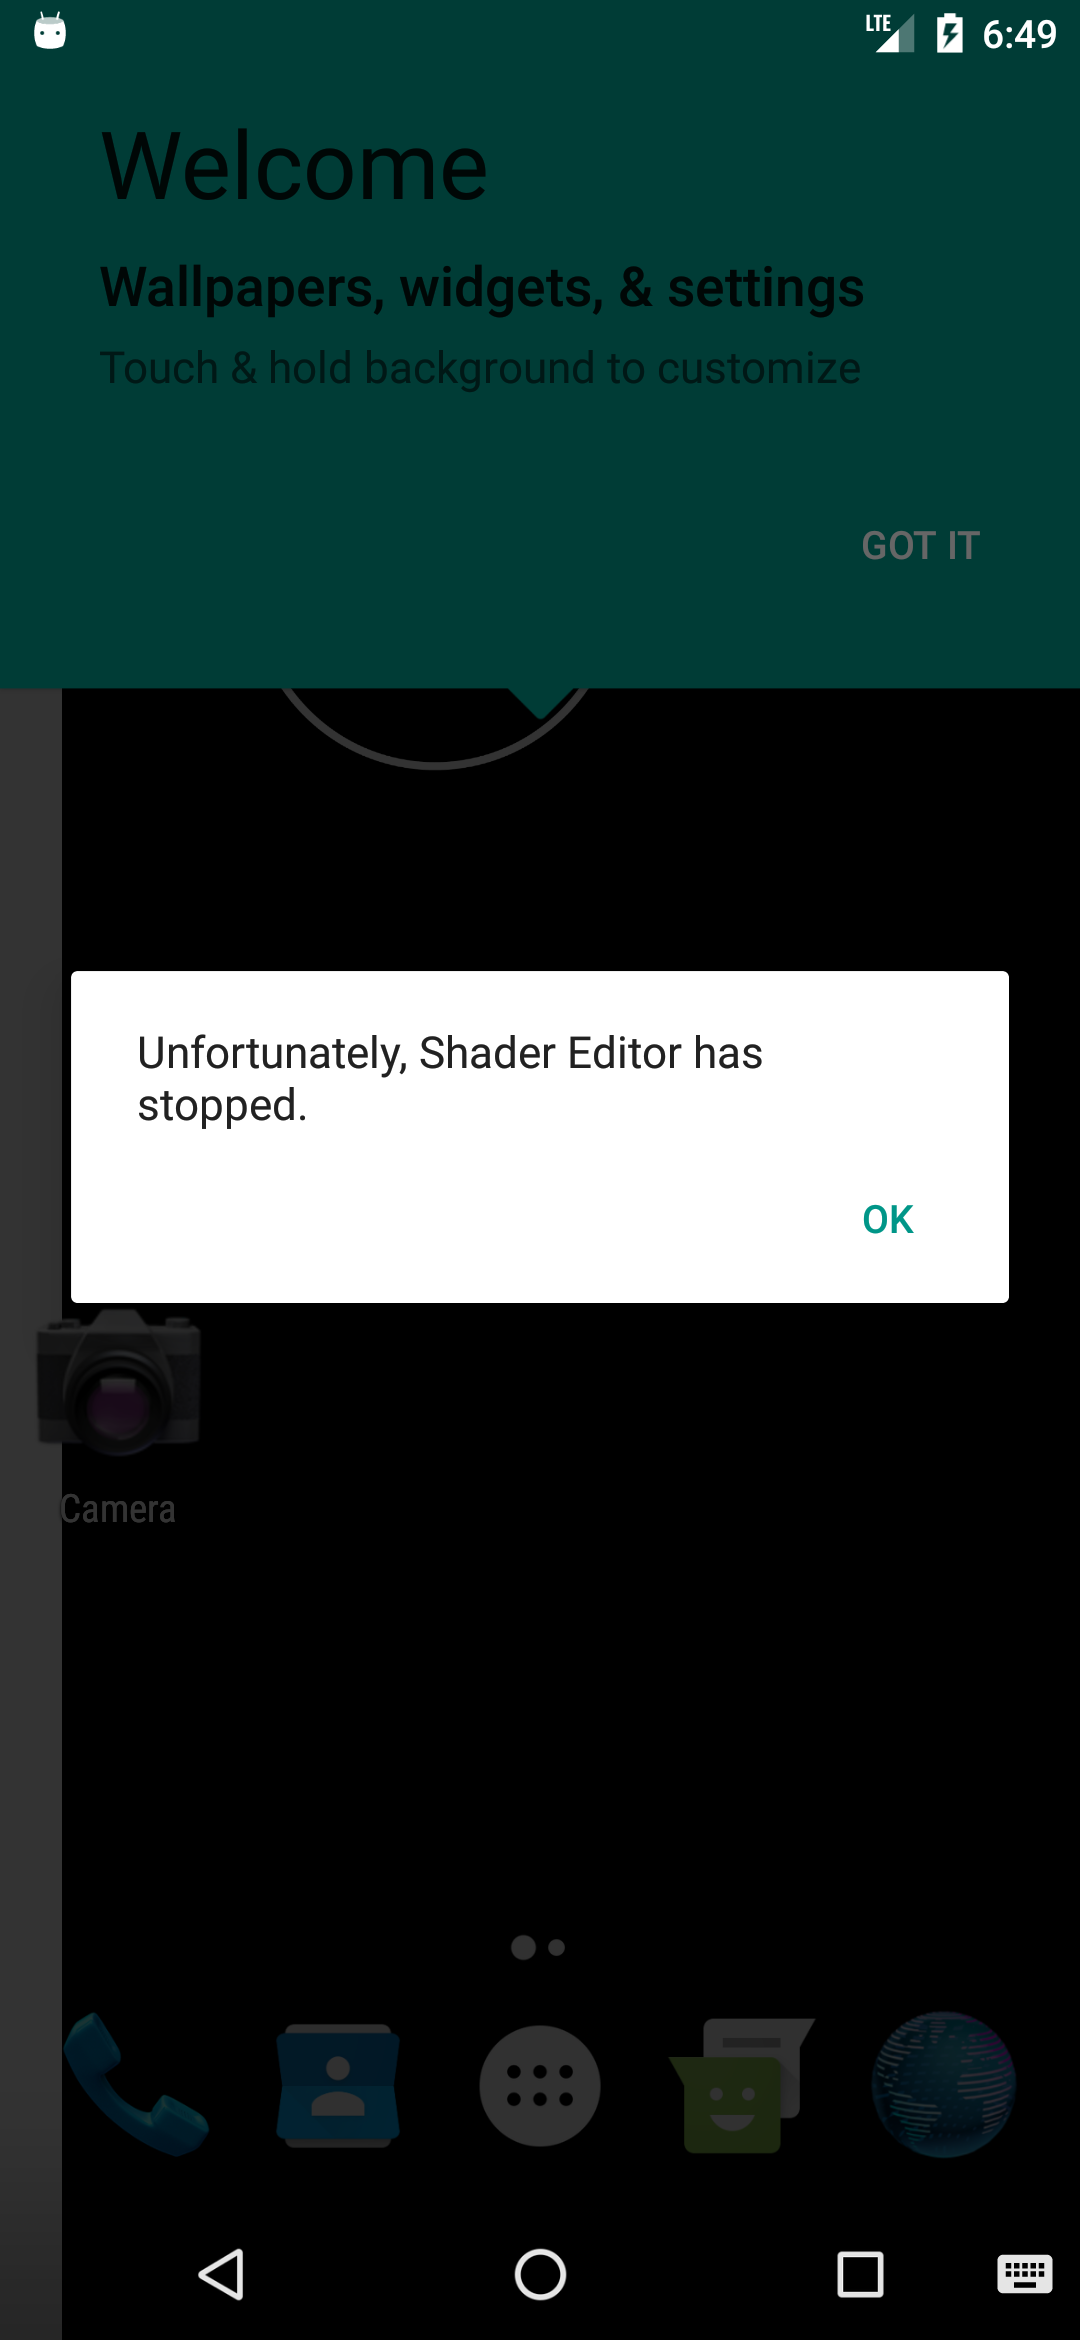 LTE 6:49
Welcome
Wallpapers, widgets, & settings
Touch & hold background to customize
GOT IT
Unfortunately, Shader Editor has
stopped.
OK
Camera